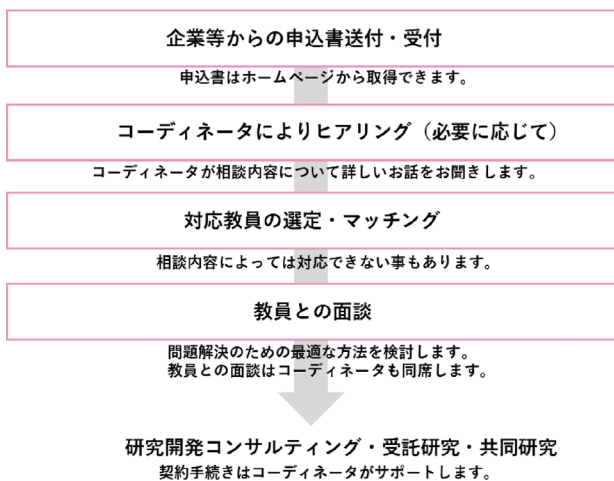 企業等からの申込書送付・受付
申込書はホームページから取得できます。
コーディネータによりヒアリング（必要に応じて）
コーディネータが相談内容について詳しいお話をお聞きします。
対応教員の選定・マッチング
相談内容によっては対応できない事もあります。
教員との面談
問題解決のための最適な方法を検討します。
教員との面談はコーディネータも同席します。
研究開発コンサルティング・受託研究・共同研究
契約手続きはコーディネータがサポートします。